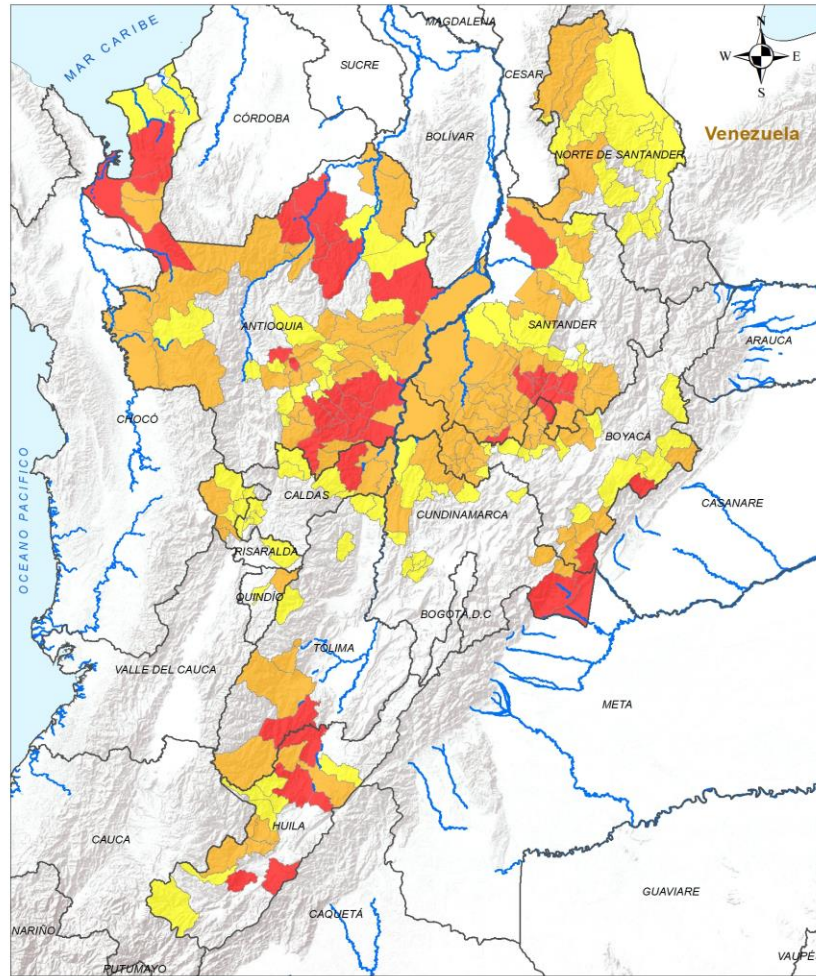 MAGDALENA
N
MAR CARIBE
SUCRE
CESAR
W
E
S
CÓRDOBA
BOLÍVAR
Venezuela
NORTE DE SANTANDER
ANTIOQUIA
SANTANDER
ARAUCA
CHOCÓ
BOYACÁ
OCEANO PACIFICO
CALDAS
CUNDINAMARCA
CASANARE
RISARALDA
QUINDÍO
BOGOTÁ D.C
TOLIMA
VALLE DEL CAUCA
META
HUILA
CAUCA
GUAVIARE
CAQUETÁ
NARIÑO
VAUPÉ
PUTUMAYO